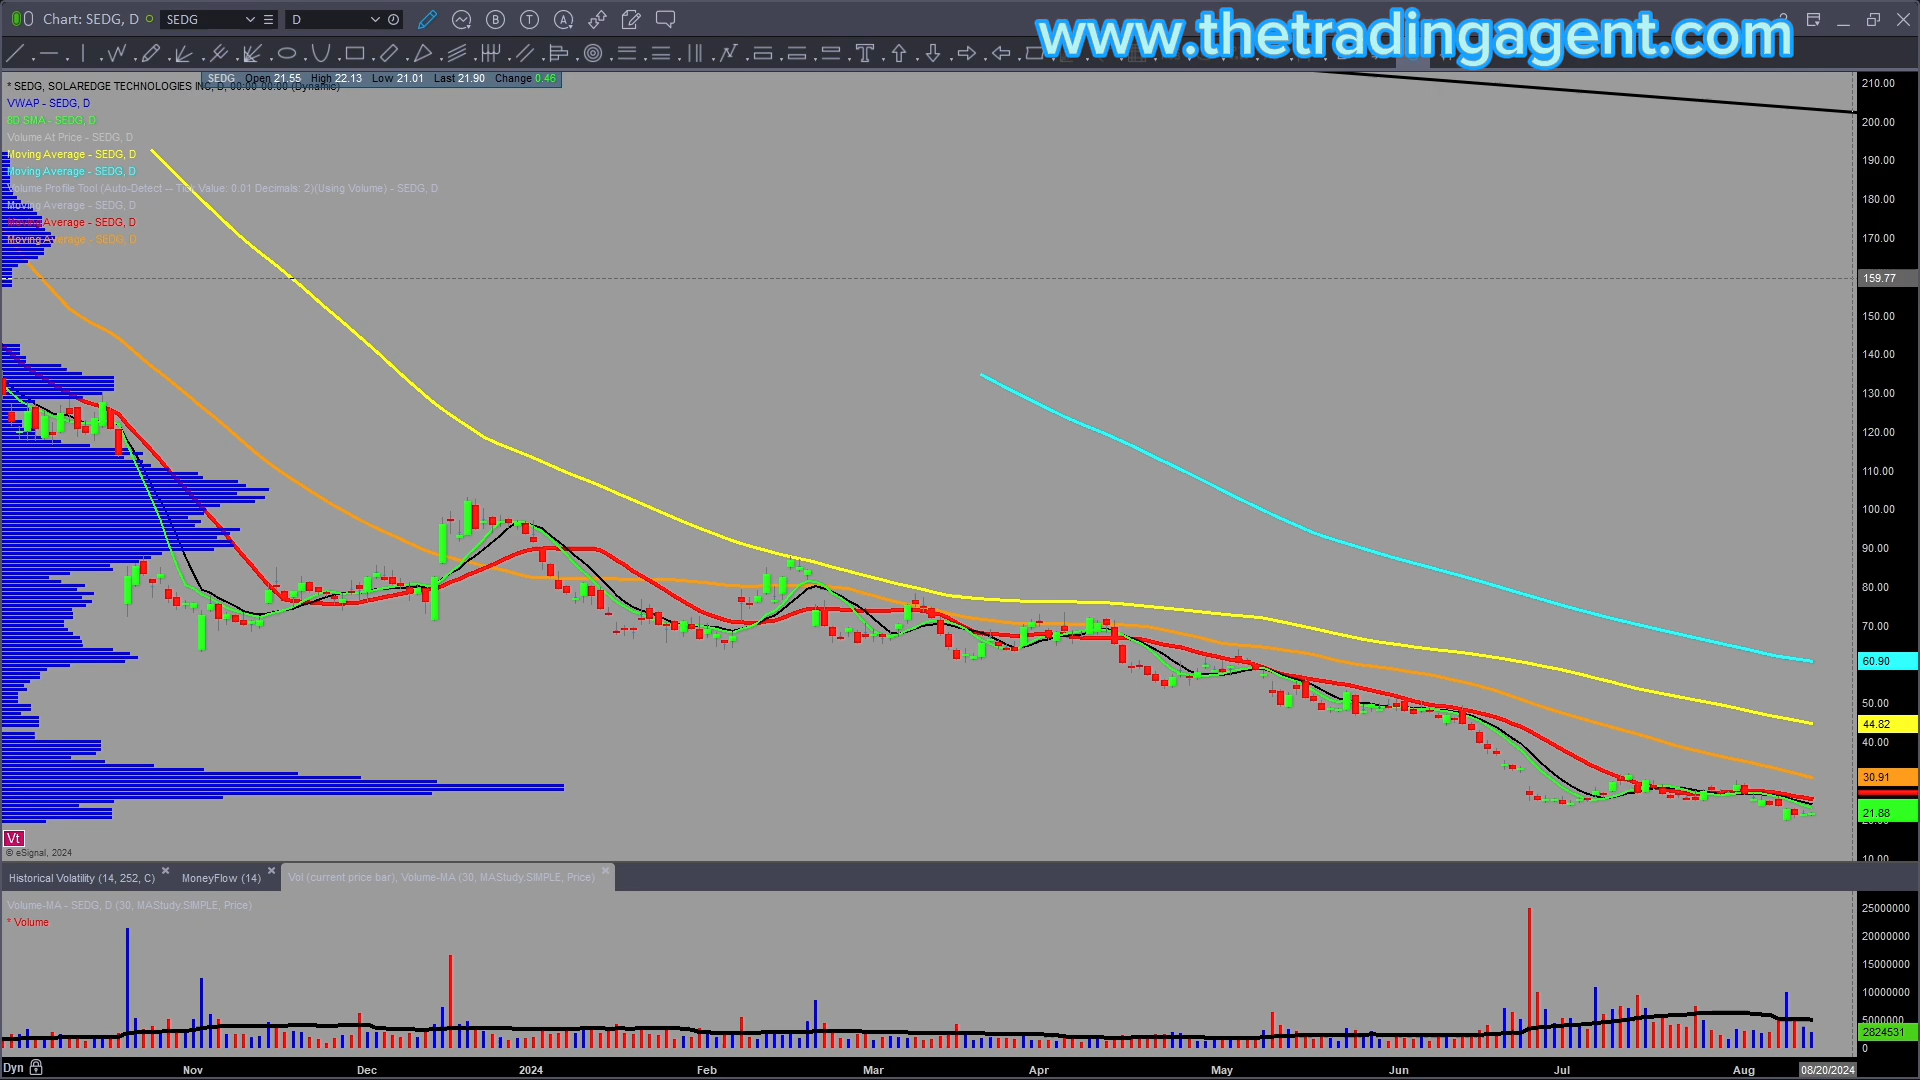 Chart: SEDG, D
SEDG
D
www.thetradingagent.com
SEDG Open 21.55 High 22.13 Low 21.01 Last 21.90 Change 0.46
* SEDG, SOLAREDGE TECHNOLOGIES INC, D, 00:00-00:00 (Dynamic)
VWAP - SEDG, D
8D SMA - SEDG, D
Volume At Price - SEDG, D
Moving Average - SEDG, D
Moving Average - SEDG, D
Volume Profile Tool (Auto-Detect -- Tick Value: 0.01 Decimals: 2)(Using Volume) - SEDG, D
Moving Average - SEDG, D
Moving Average - SEDG, D
Moving Average - SEDG, D
210.00
200.00
190.00
180.00
170.00
159.77
150.00
140.00
130.00
120.00
110.00
100.00
90.00
80.00
70.00
60.90
50.00
44.82
40.00
30.91
21.88
10.00
Vt
© eSignal, 2024
Historical Volatility (14, 252, C)
MoneyFlow (14)
Vol (current price bar), Volume-MA (30, MAStudy.SIMPLE, Price)
Volume-MA - SEDG, D (30, MAStudy.SIMPLE, Price)
* Volume
25000000
20000000
15000000
10000000
5000000
2824531
0
Dyn
Nov Dec 2024 Feb Mar Apr May Jun Jul Aug 08/20/2024